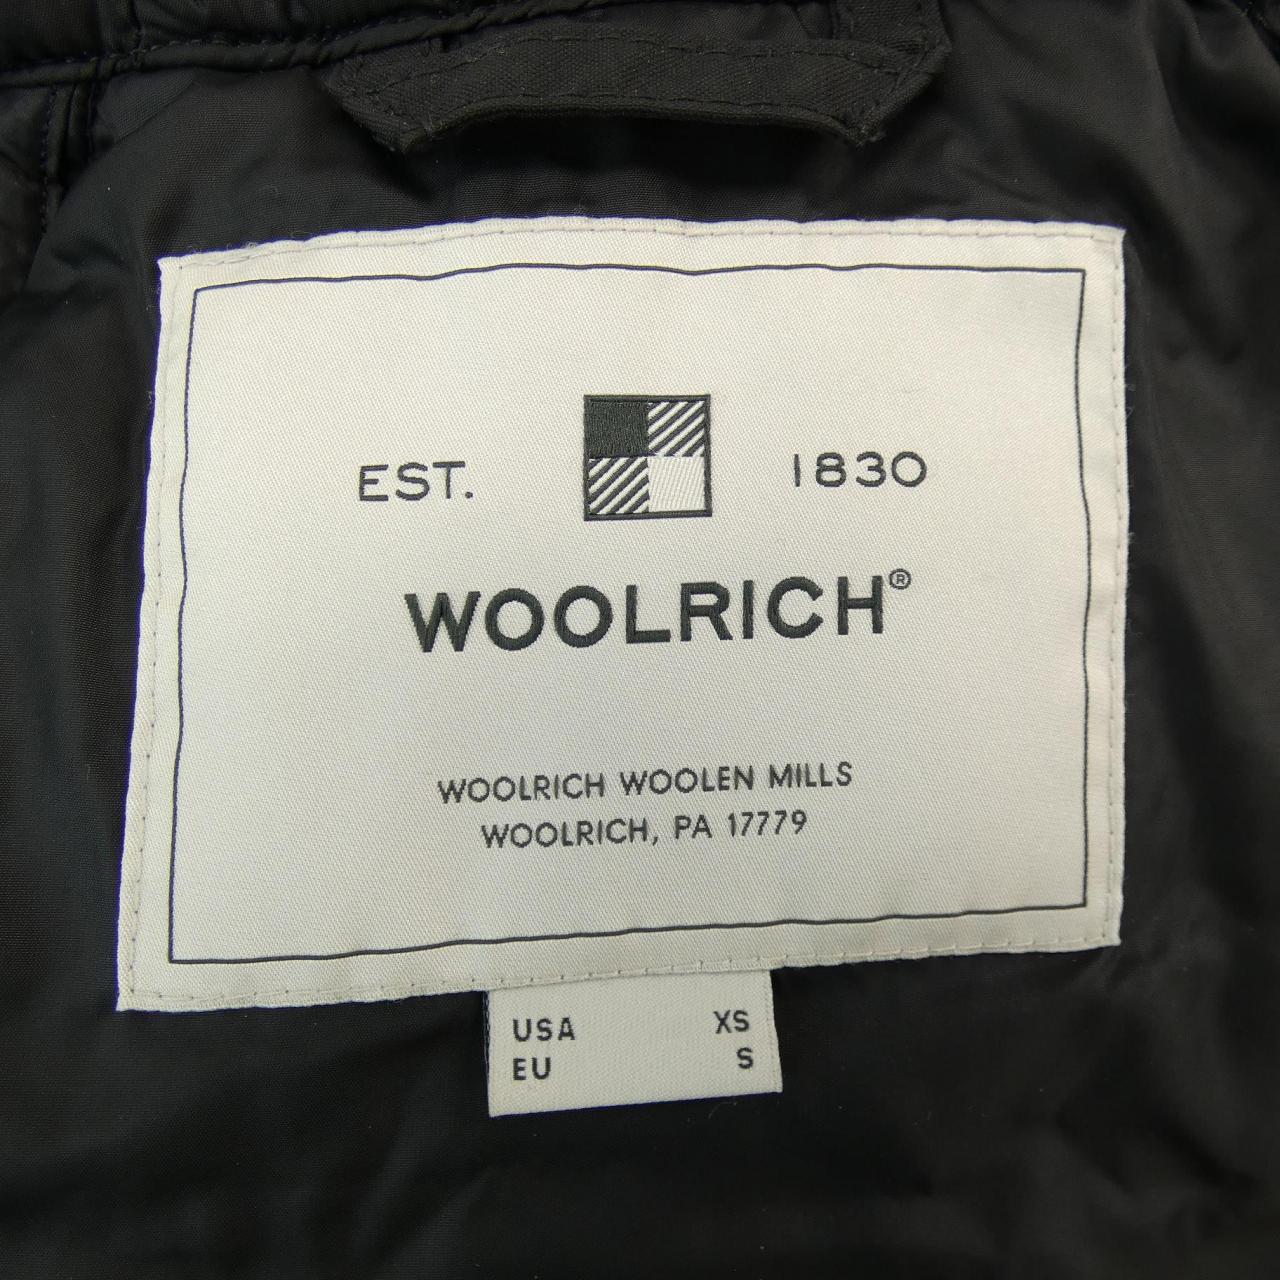 EST. 1830
WOOLRICH®
WOOLRICH WOOLEN MILLS
WOOLRICH, PA 17779
USA XS
EU S